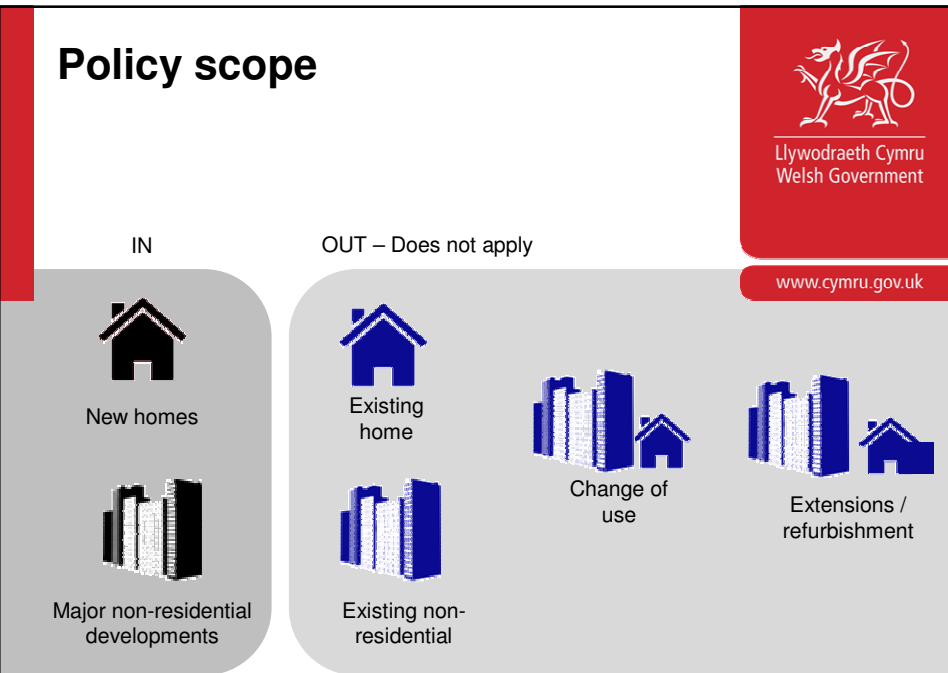 Policy scope
Llywodraeth Cymru
Welsh Government
www.cymru.gov.uk
IN
OUT – Does not apply
New homes
Major non-residential
developments
Existing
home
Existing non-
residential
Change of
use
Extensions /
refurbishment